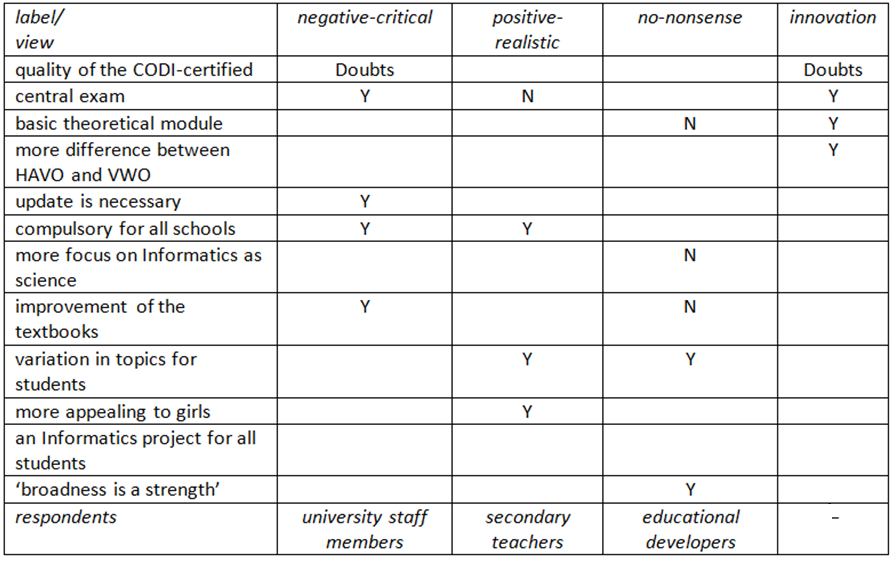 label/ negative-critical positive- no-nonsense innovation
view realistic
quality of the CODI-certified Doubts Doubts
central exam Y N Y
basic theoretical module N Y
more difference between Y
HAVO and VWO
update is necessary Y
compulsory for all schools Y Y
more focus on Informatics as N
science
improvement of the Y N
textbooks
variation in topics for Y Y
students
more appealing to girls Y
an Informatics project for all
students
‘broadness is a strength’ Y
respondents university staff secondary educational –
members teachers developers